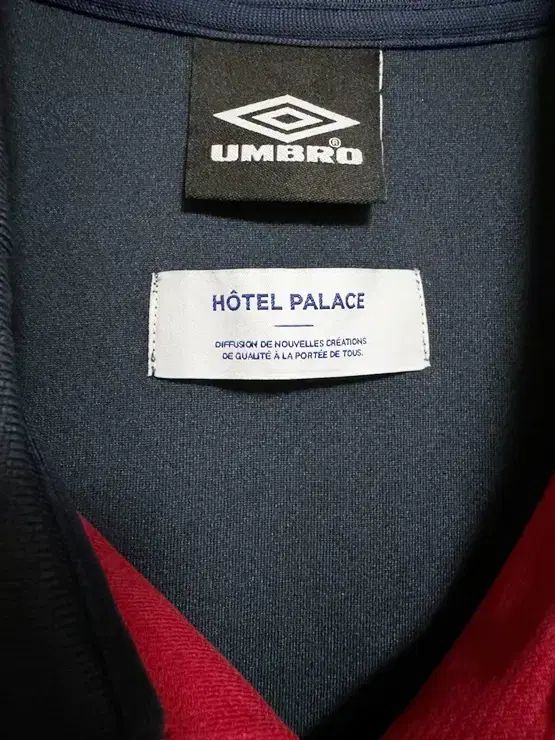 UMBRO®
HÔTEL PALACE
DIFFUSION DE NOUVELLES CRÉATIONS
DE QUALITÉ À LA PORTÉE DE TOUS.